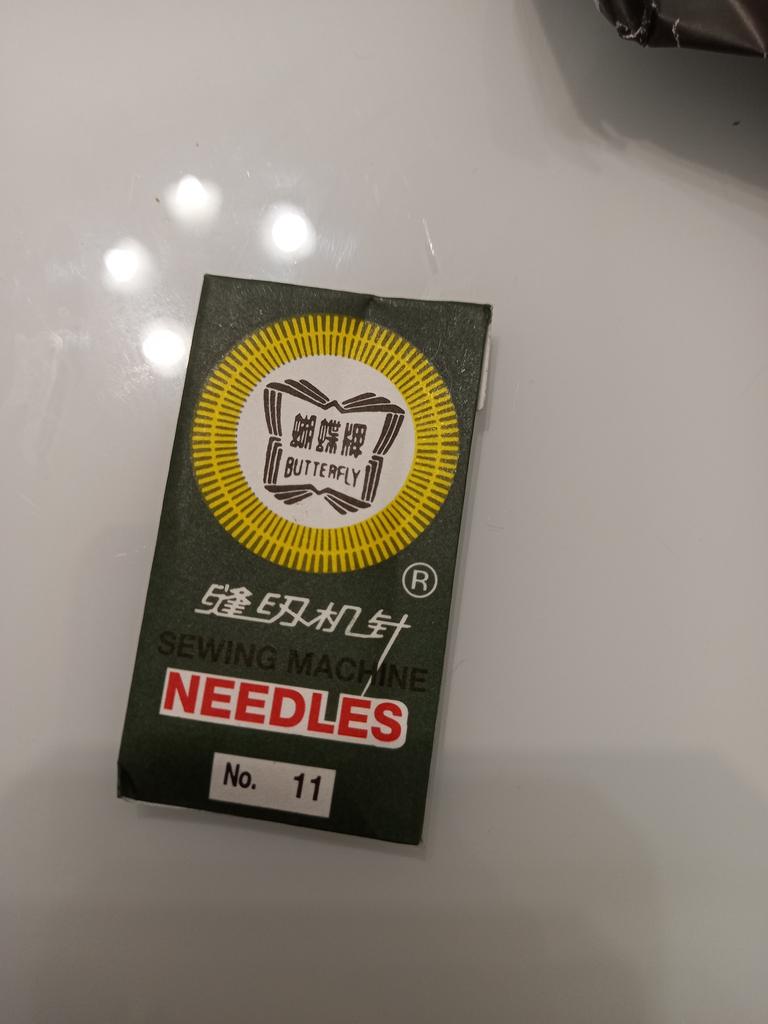 蝴蝶牌
BUTTERFLY
®
缝纫机针
SEWING MACHINE
NEEDLES
No. 11